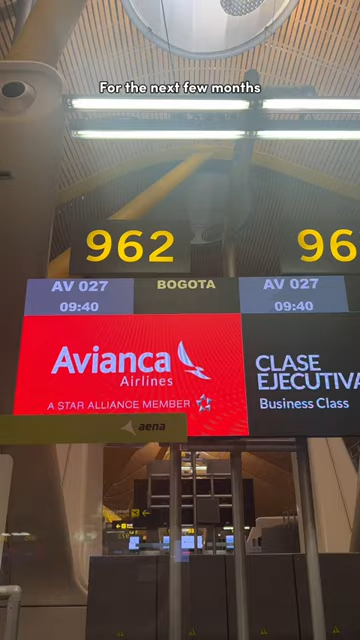 For the next few months
962
96
AV 027
BOGOTA
AV 027
09:40
09:40
Avianca
Airlines
A STAR ALLIANCE MEMBER
CLASE
EJECUTIVA
Business Class
aena